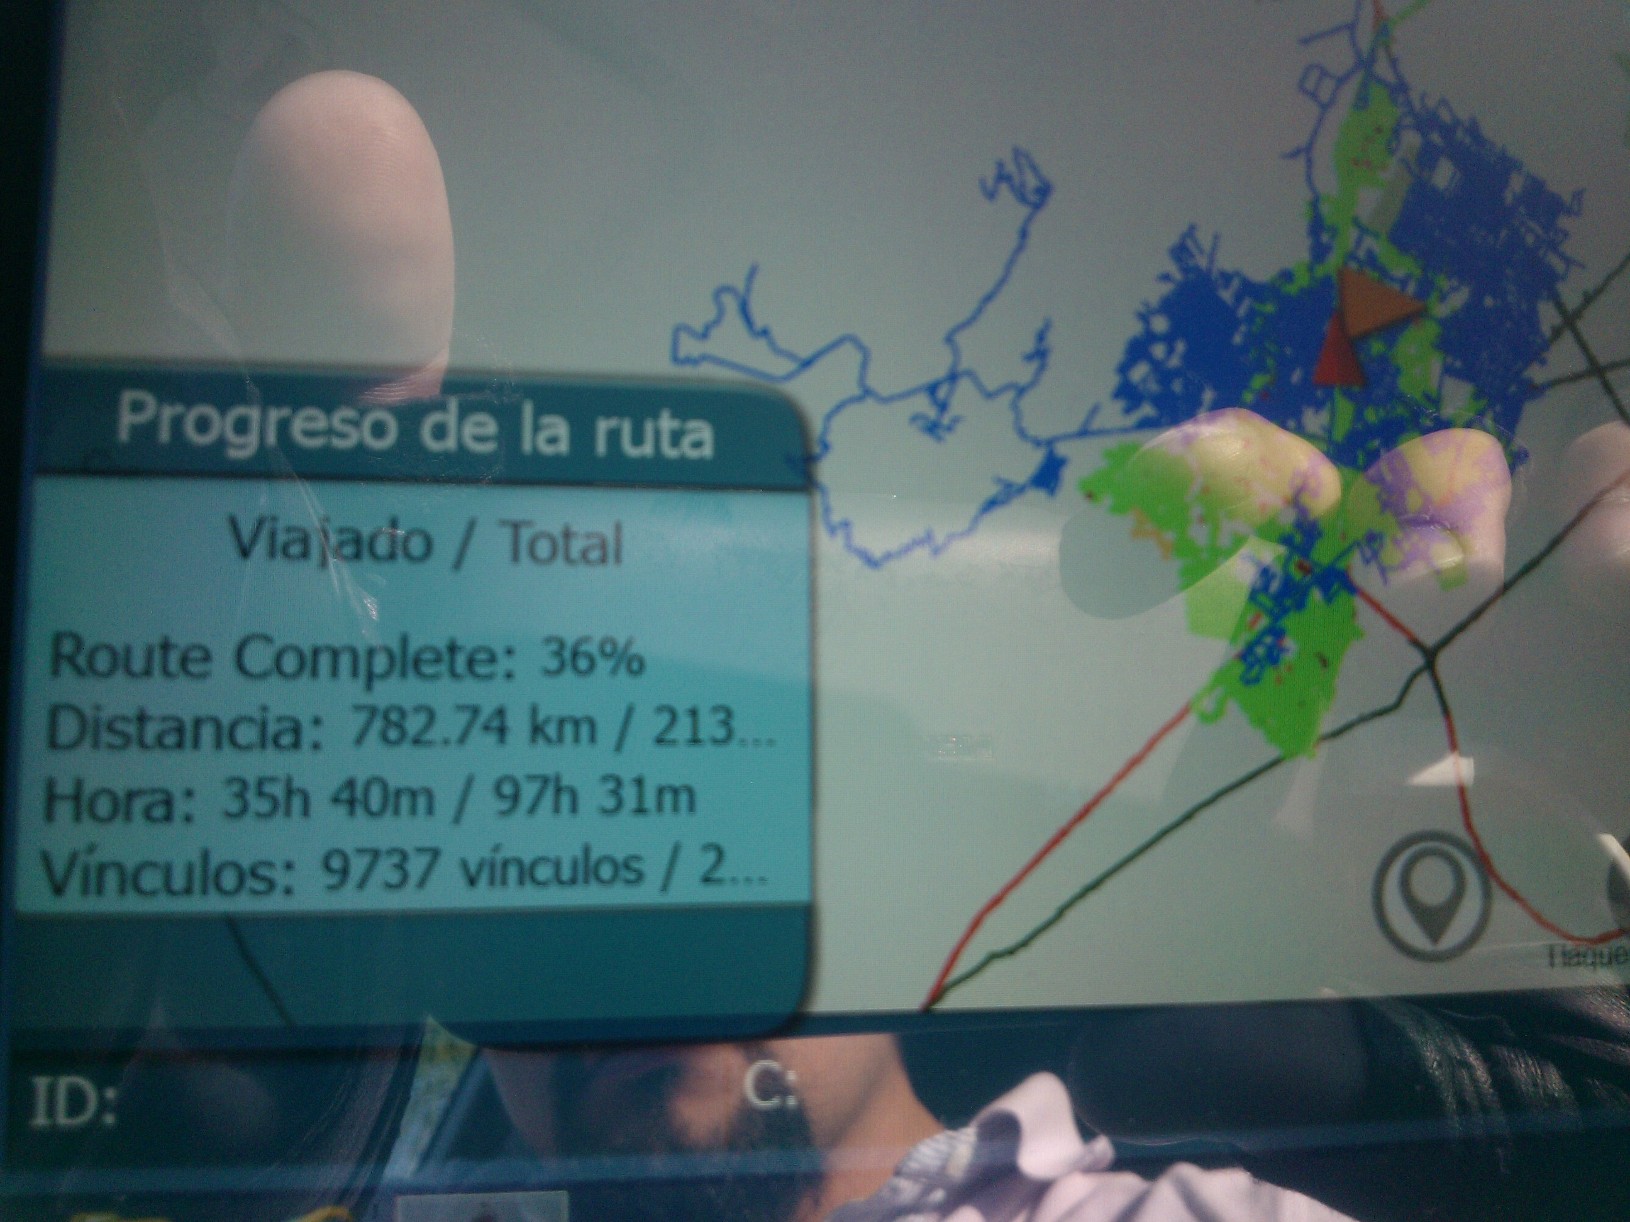 Progreso de la ruta
Viajado / Total
Route Complete: 36%
Distancia: 782.74 km / 213...
Hora: 35h 40m / 97h 31m
Vínculos: 9737 vínculos / 2...
Tlaque
ID:
C: